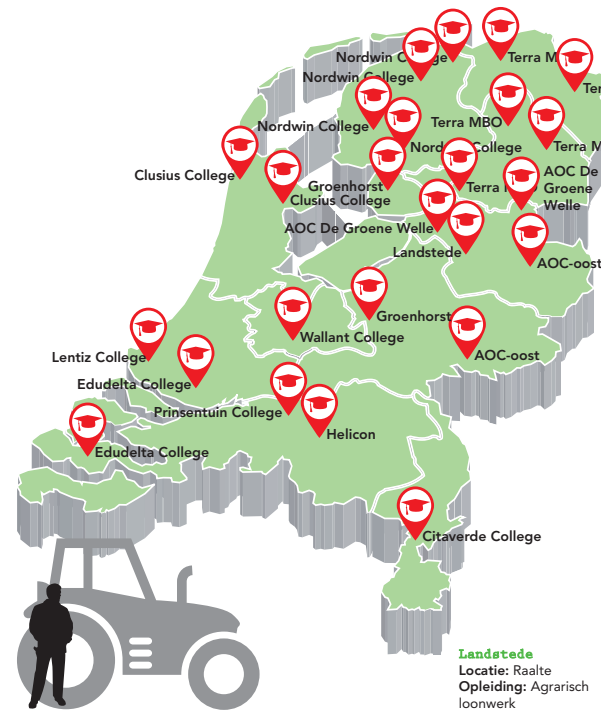 Nordwin College
Terra M
Nordwin College
Ter
Nordwin College
Terra MBO
Nordwin College
Terra M
Clusius College
Groenhorst
Clusius College
Terra MBO
AOC De
Groene
Welle
AOC De Groene Welle
Landstede
AOC-oost
Groenhorst
Wallant College
Lentiz College
AOC-oost
Edudelta College
Prinsentuin College
Helicon
Edudelta College
Citaverde College
Landstede
Locatie: Raalte
Opleiding: Agrarisch
loonwerk